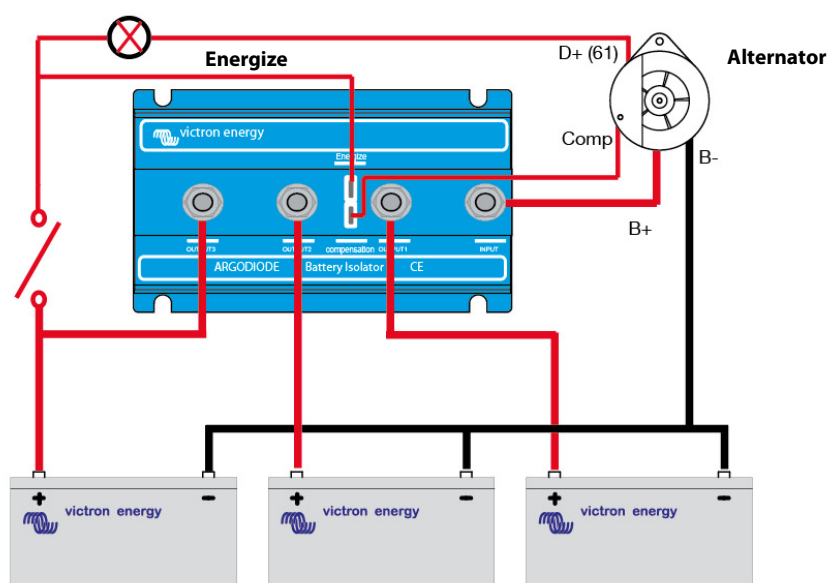 D+ (61)
Alternator
Energize
victron energy
Energize
Comp
B-
B+
OUTPUT3
OUTPUT2
compensation
OUTPUT1
INPUT
ARGODIODE
Battery Isolator
CE
+
-
+
-
+
-
victron energy
victron energy
victron energy